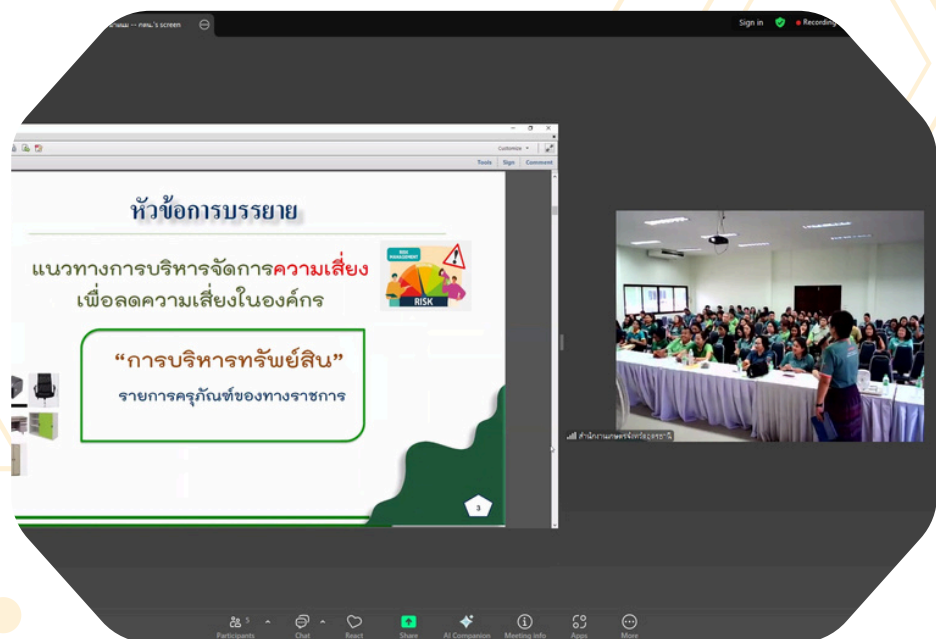 's screen
Sign in
Recording
Customize
Tools
Sign
Comment
หัวข้อการบรรยาย
แนวทางการบริหารจัดการความเสี่ยง
เพื่อลดความเสี่ยงในองค์กร
RISK MANAGEMENT
RISK
“การบริหารทรัพย์สิน”
รายการครุภัณฑ์ของทางราชการ
3
สำนักงานเกษตรจังหวัดอุดรธานี
5
Participants
Chat
React
Share
AI Companion
Meeting info
Apps
More